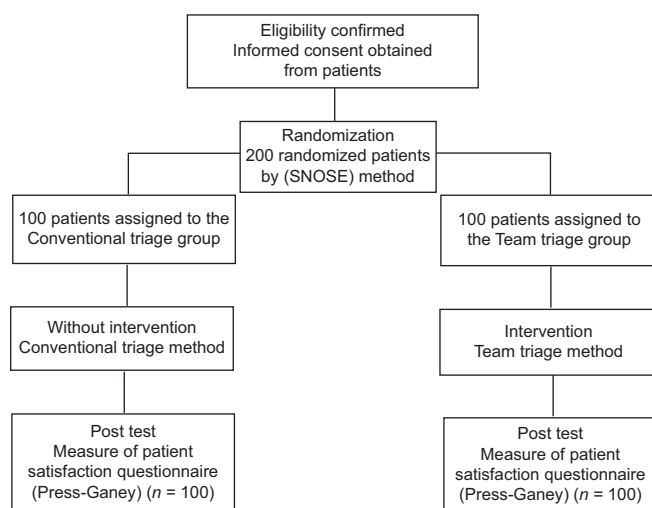 Eligibility confirmed
Informed consent obtained
from patients
Randomization
200 randomized patients
by (SNOSE) method
100 patients assigned to the
Conventional triage group
100 patients assigned to
the Team triage group
Without intervention
Conventional triage method
Intervention
Team triage method
Post test
Measure of patient
satisfaction questionnaire
(Press-Ganey) (n = 100)
Post test
Measure of patient
satisfaction questionnaire
(Press-Ganey) (n = 100)